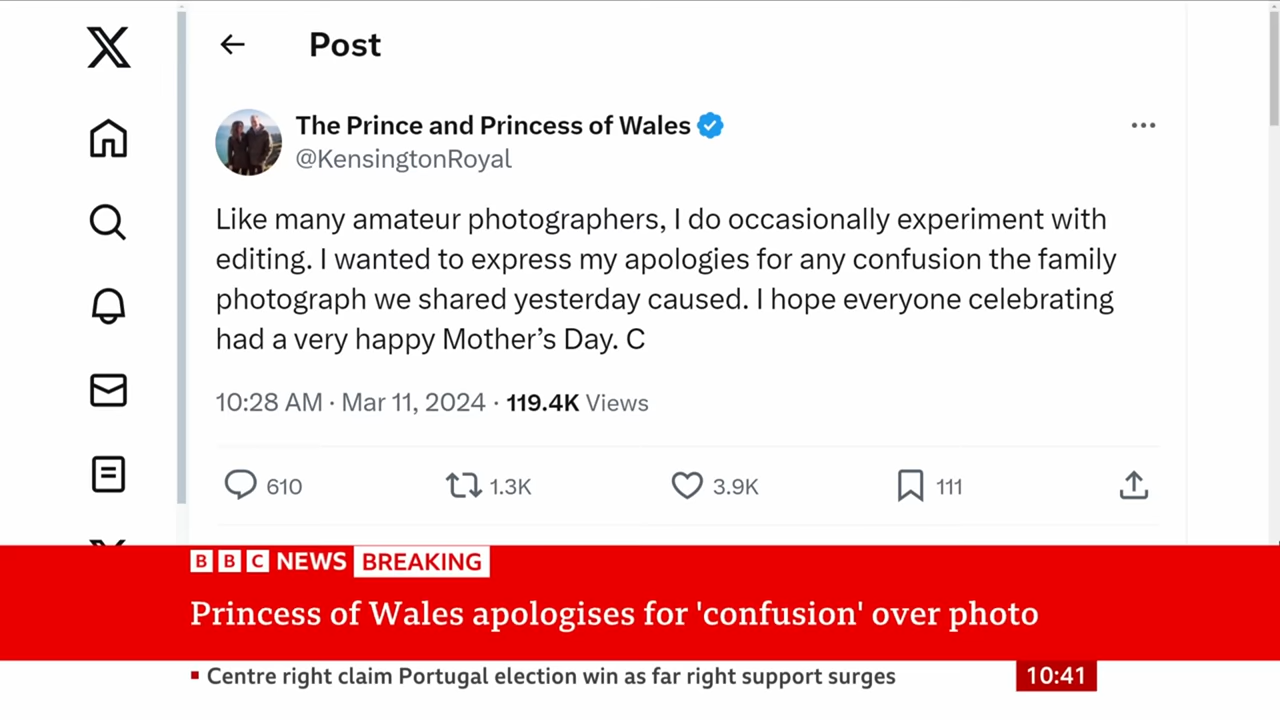 Post
The Prince and Princess of Wales
@KensingtonRoyal
Like many amateur photographers, I do occasionally experiment with
editing. I wanted to express my apologies for any confusion the family
photograph we shared yesterday caused. I hope everyone celebrating
had a very happy Mother’s Day. C
10:28 AM · Mar 11, 2024 · 119.4K Views
610 1.3K 3.9K 111
BBC NEWS BREAKING
Princess of Wales apologises for 'confusion' over photo
Centre right claim Portugal election win as far right support surges 10:41